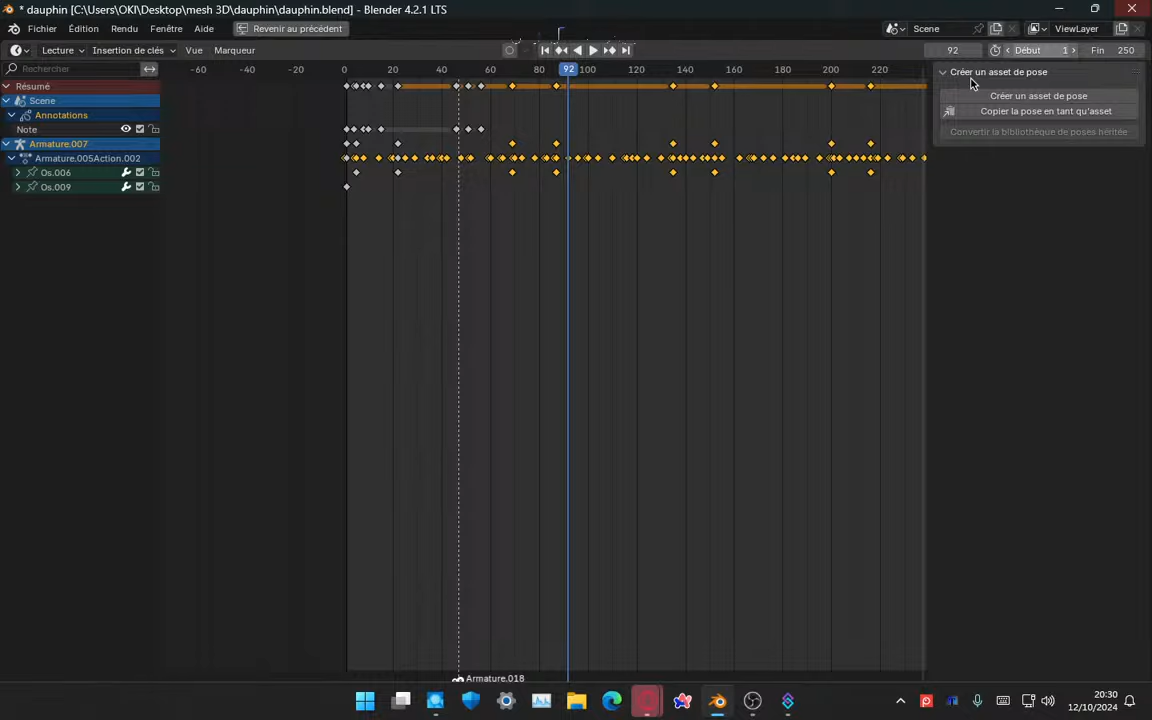 * dauphin [C:\Users\OKI\Desktop\mesh 3D\dauphin\dauphin.blend] - Blender 4.2.1 LTS
Fichier Édition Rendu Fenêtre Aide Revenir au précédent Scene ViewLayer
Lecture Insertion de clés Vue Marqueur 92 Début 1 Fin 250
Rechercher -60 -40 -20 0 20 40 60 80 92 100 120 140 160 180 200 220
Créer un asset de pose
Résumé
Créer un asset de pose
Scene
Copier la pose en tant qu'asset
Annotations
Note
Convertir la bibliothèque de poses héritée
Armature.007
Armature.005Action.002
Os.006
Os.009
Armature.018
20:30
12/10/2024